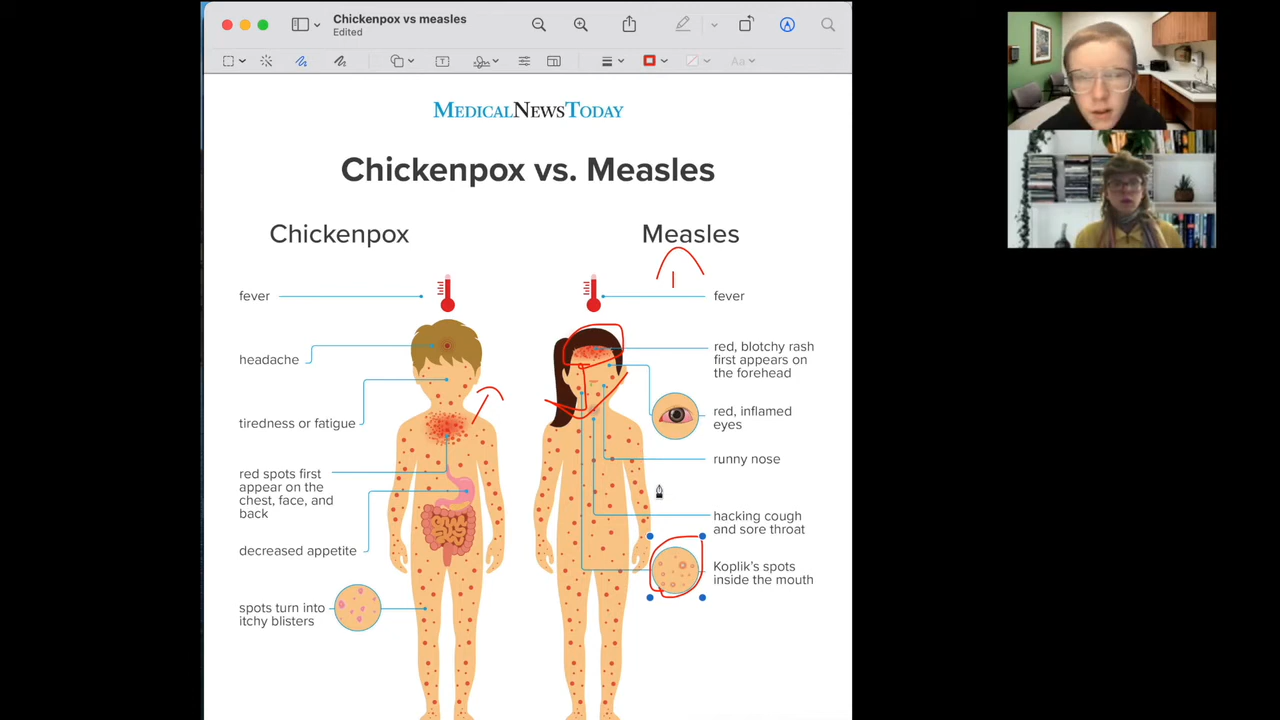 Chickenpox vs measles
Edited
Aa
MEDICALNEWSTODAY
Chickenpox vs. Measles
Chickenpox
fever
headache
tiredness or fatigue
red spots first
appear on the
chest, face, and
back
decreased appetite
spots turn into
itchy blisters
Measles
fever
red, blotchy rash
first appears on
the forehead
red, inflamed
eyes
runny nose
hacking cough
and sore throat
Koplik's spots
inside the mouth